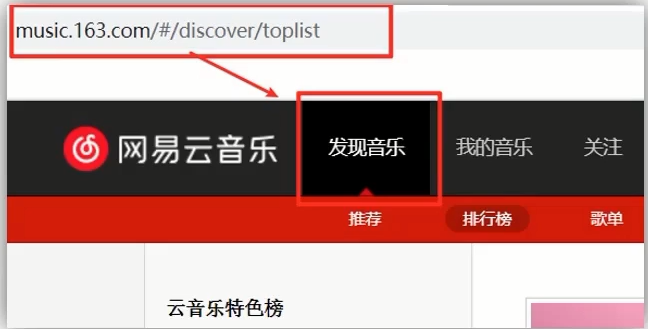 music.163.com/#/discover/toplist
网易云音乐 发现音乐 我的音乐 关注
推荐 排行榜 歌单
云音乐特色榜